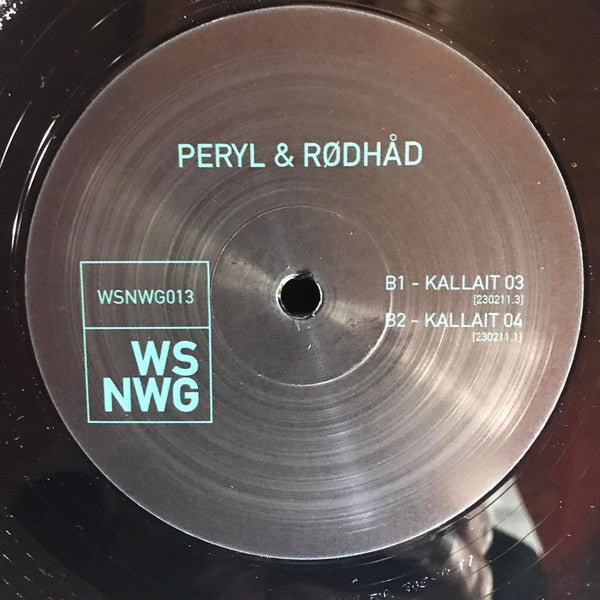 PERYL & RØDHÅD
WSNWG013
WS
NWG
B1 - KALLAIT 03
[230211.3]
B2 - KALLAIT 04
[230211.1]